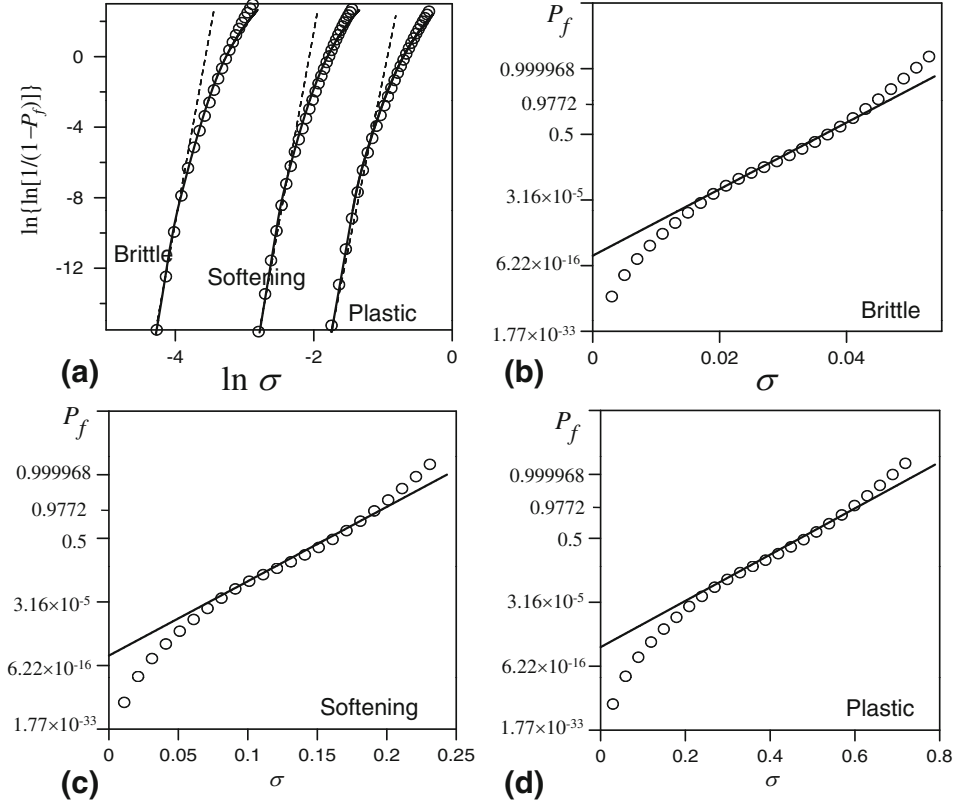 ln{ln[1/(1−P_f)]}
0
-4
-8
-12
Brittle
Softening
Plastic
-4
-2
0
ln σ
(a)
P_f
0.999968
0.9772
0.5
3.16×10⁻⁵
6.22×10⁻¹⁶
1.77×10⁻³³
Brittle
0
0.02
0.04
σ
(b)
P_f
0.999968
0.9772
0.5
3.16×10⁻⁵
6.22×10⁻¹⁶
1.77×10⁻³³
Softening
0
0.05
0.1
0.15
0.2
0.25
σ
(c)
P_f
0.999968
0.9772
0.5
3.16×10⁻⁵
6.22×10⁻¹⁶
1.77×10⁻³³
Plastic
0
0.2
0.4
0.6
0.8
σ
(d)